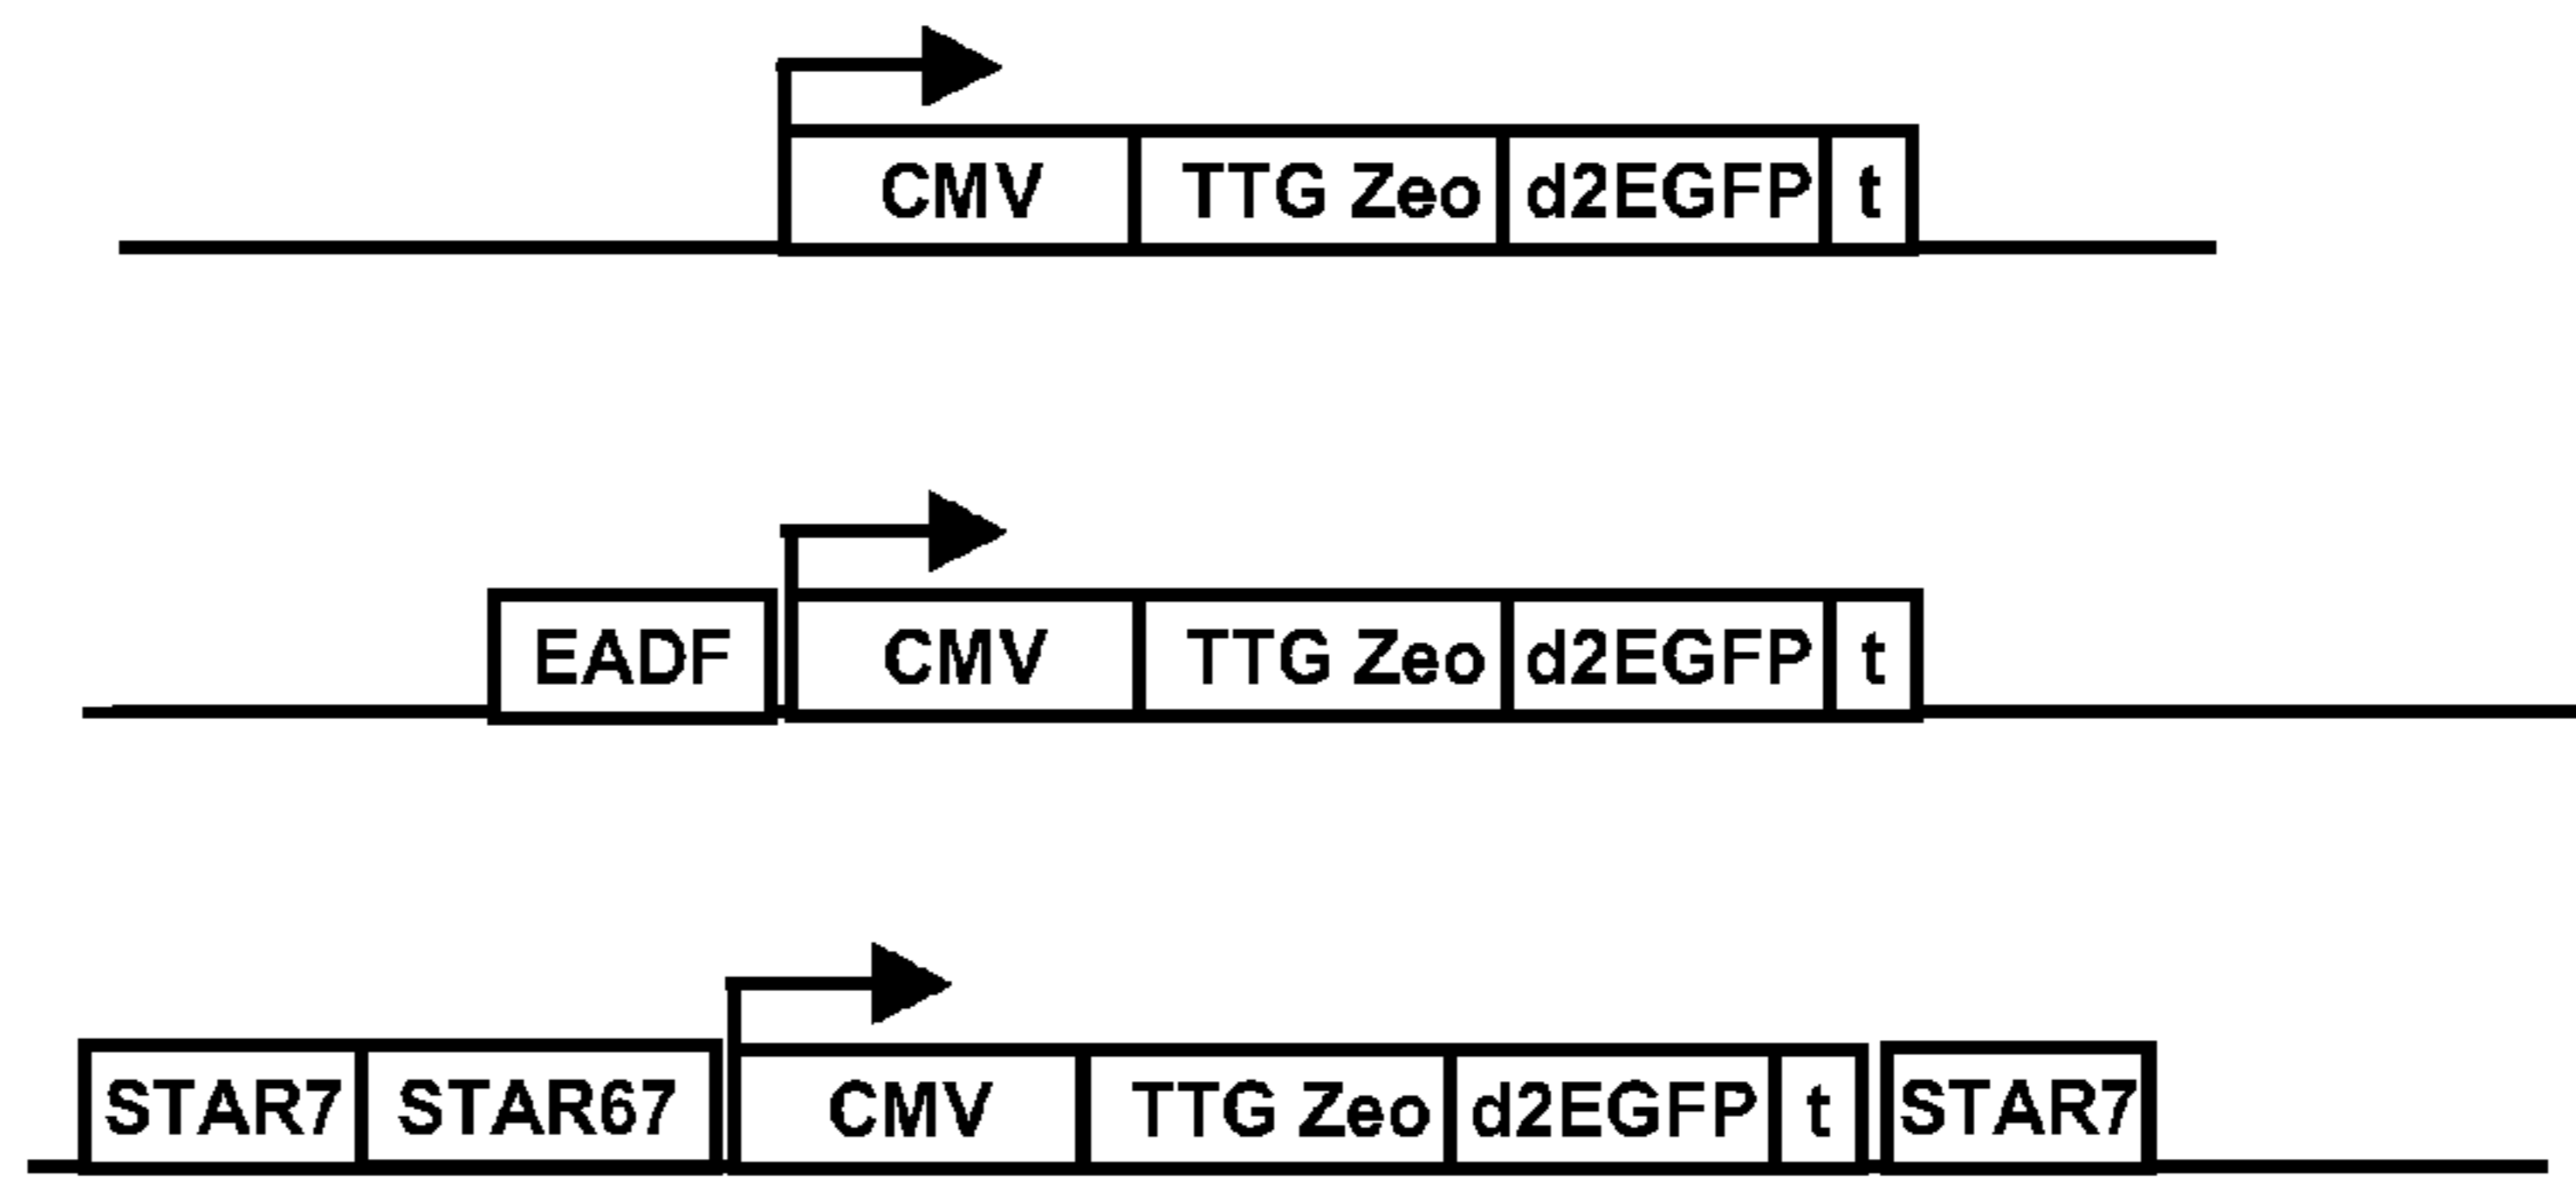 CMV TTG Zeo d2EGFP t
EADF CMV TTG Zeo d2EGFP t
STAR7 STAR67 CMV TTG Zeo d2EGFP t STAR7